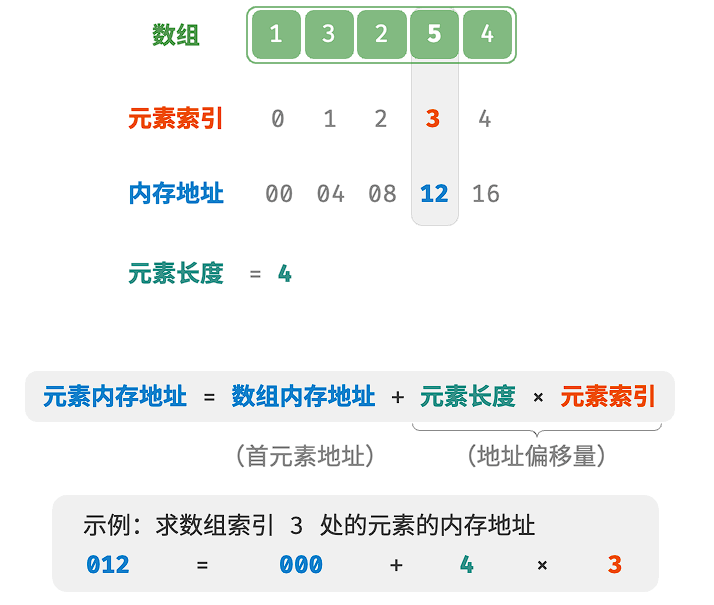 数组 1 3 2 5 4
元素索引 0 1 2 3 4
内存地址 00 04 08 12 16
元素长度 = 4
元素内存地址 = 数组内存地址 + 元素长度 × 元素索引
（首元素地址） （地址偏移量）
示例：求数组索引 3 处的元素的内存地址
012 = 000 + 4 × 3